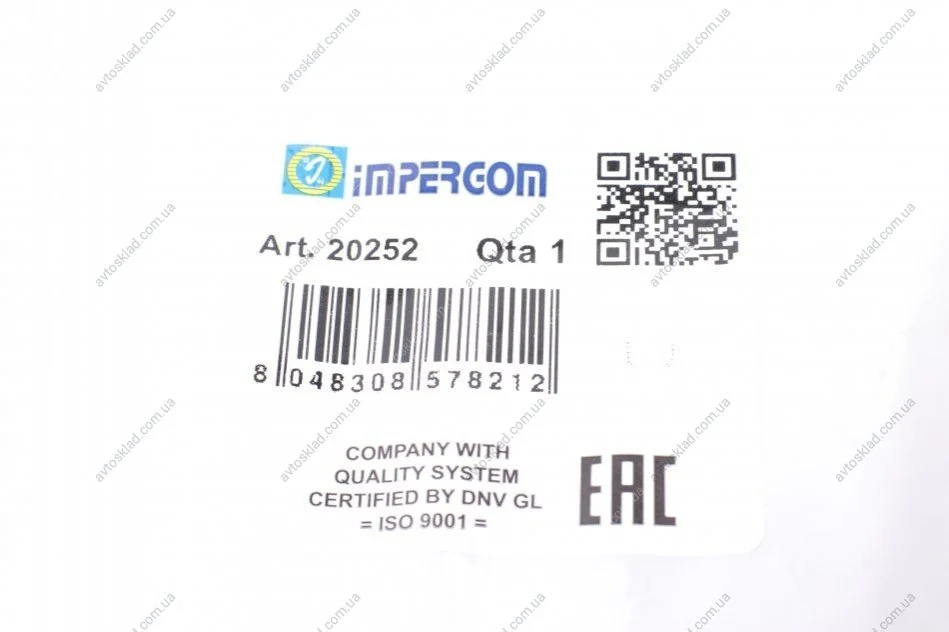 iMPERGOM
Art. 20252 Qta 1
8 048308 578212
COMPANY WITH
QUALITY SYSTEM
CERTIFIED BY DNV GL
= ISO 9001 =
EAC
avtosklad.com.ua